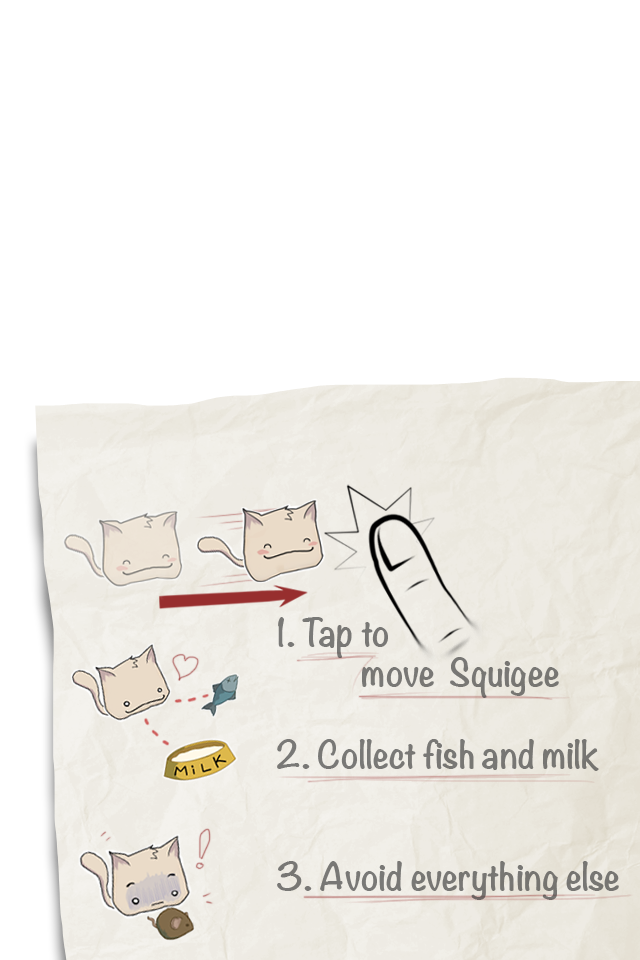 1. Tap to
move Squigee
MiLK
2. Collect fish and milk
3. Avoid everything else